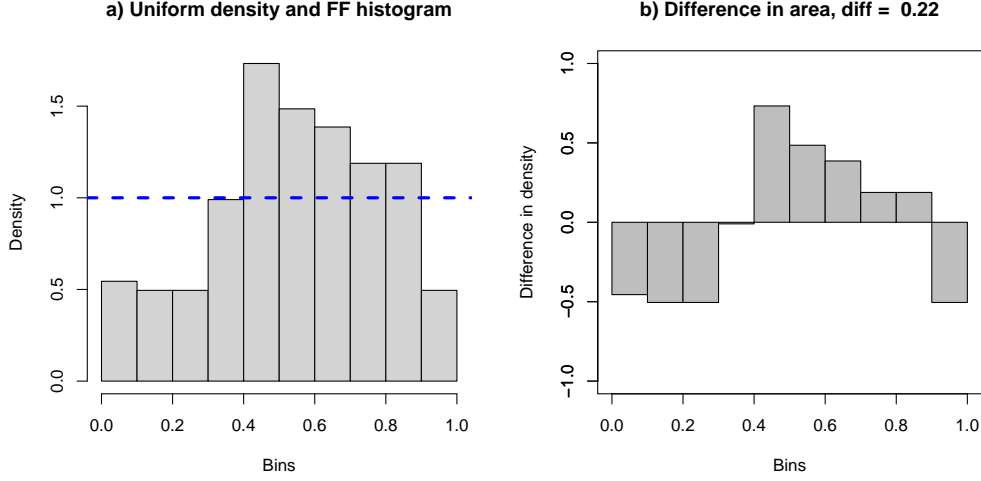 a) Uniform density and FF histogram
Density
0.0
0.5
1.0
1.5
0.0 0.2 0.4 0.6 0.8 1.0
Bins
b) Difference in area, diff = 0.22
Difference in density
−1.0
−0.5
0.0
0.5
1.0
0.0 0.2 0.4 0.6 0.8 1.0
Bins